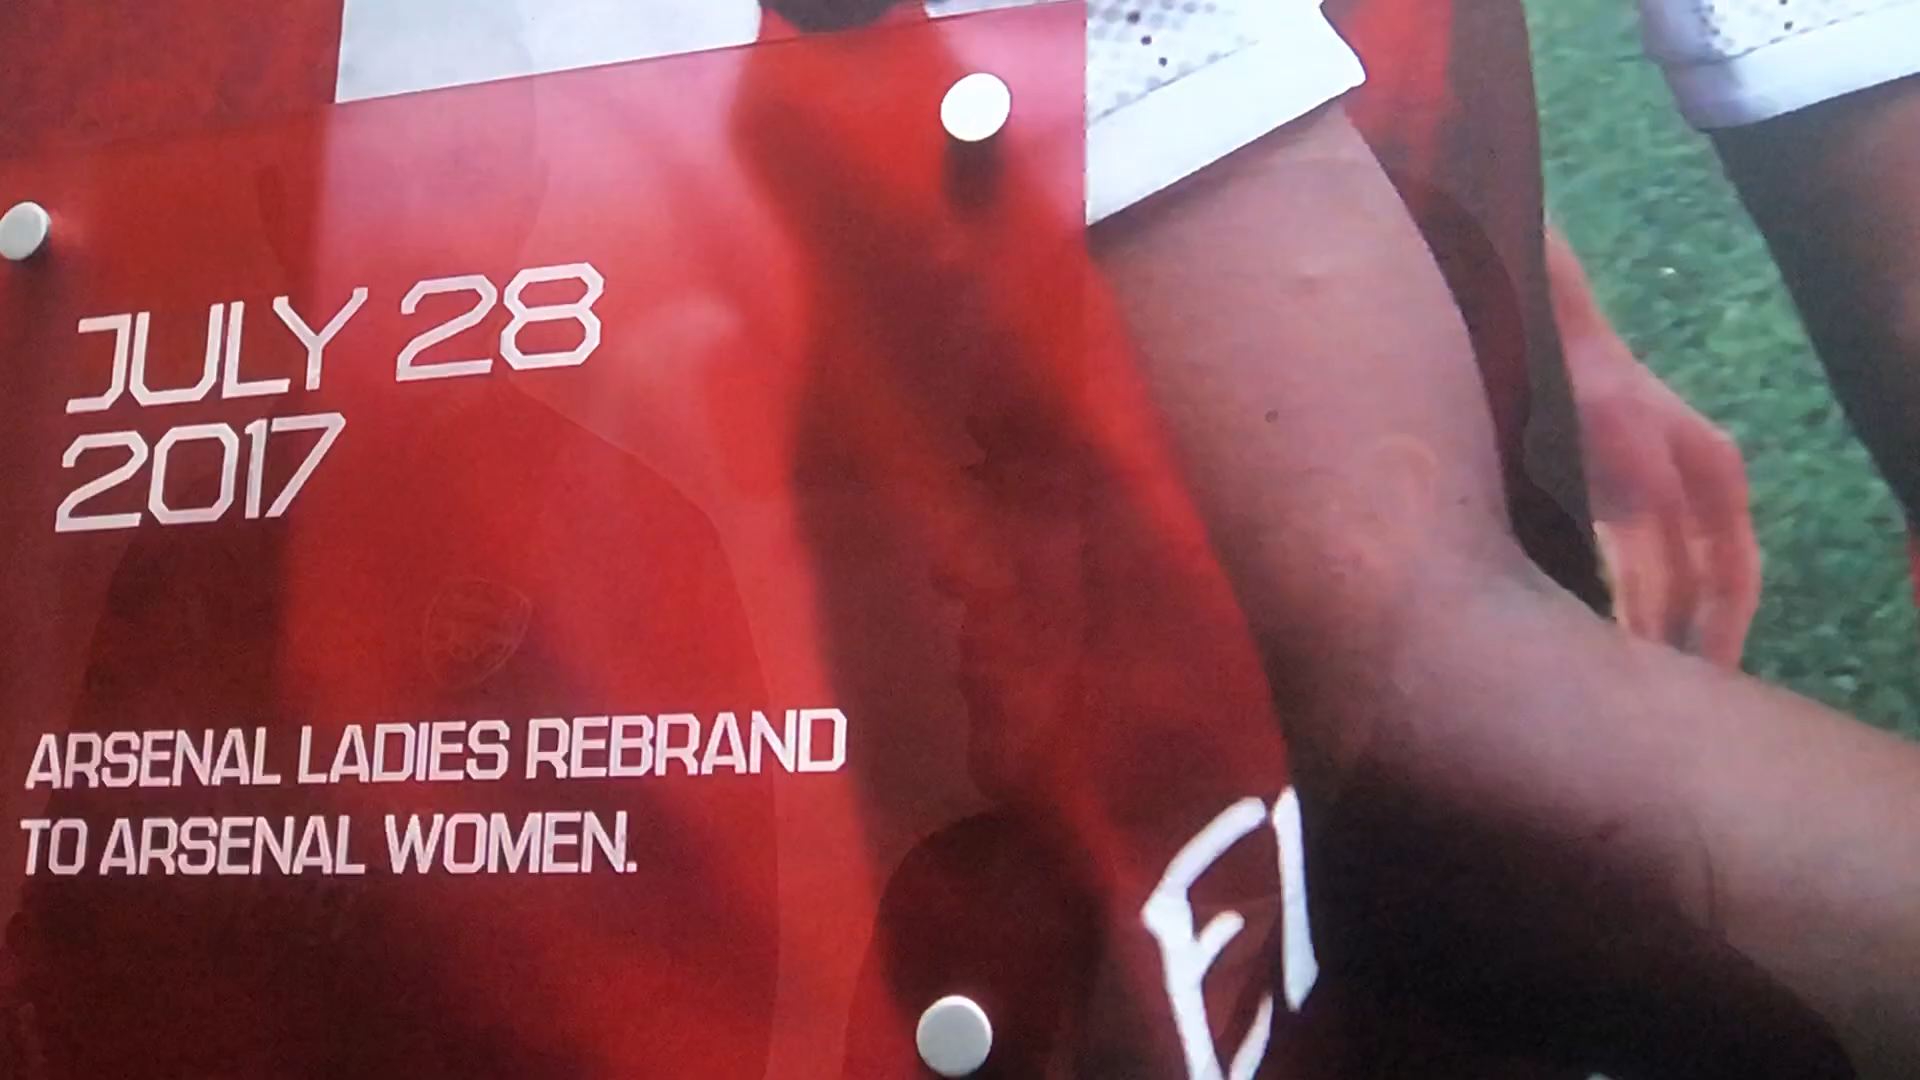 JULY 28
2017
ARSENAL LADIES REBRAND
TO ARSENAL WOMEN.